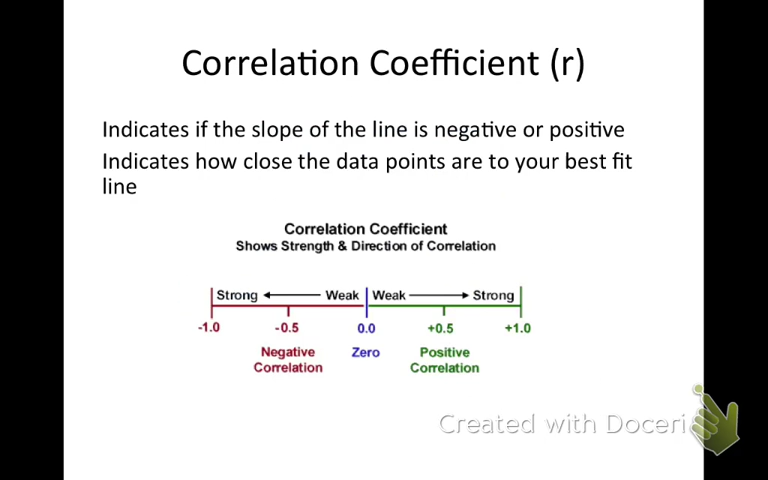 Correlation Coefficient (r)
Indicates if the slope of the line is negative or positive
Indicates how close the data points are to your best fit
line
Correlation Coefficient
Shows Strength & Direction of Correlation
Strong Weak Weak Strong
-1.0 -0.5 0.0 +0.5 +1.0
Negative Zero Positive
Correlation Correlation
Created with Doceri